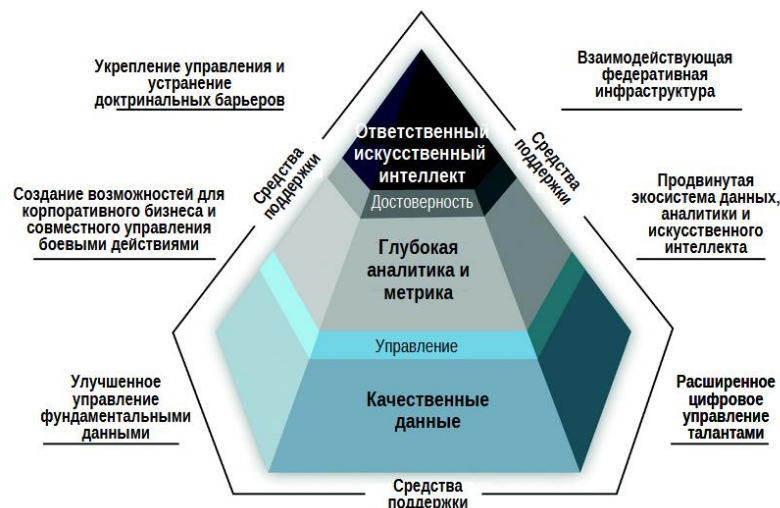 Укрепление управления и
устранение
доктринальных барьеров
Взаимодействующая
федеративная
инфраструктура
Средства
поддержки
Средства
поддержки
Ответственный
искусственный
интеллект
Достоверность
Создание возможностей для
корпоративного бизнеса и
совместного управления
боевыми действиями
Продвинутая
экосистема данных,
аналитики и
искусственного
интеллекта
Глубокая
аналитика и
метрика
Управление
Улучшенное
управление
фундаментальными
данными
Качественные
данные
Расширенное
цифровое
управление
талантами
Средства
поддержки